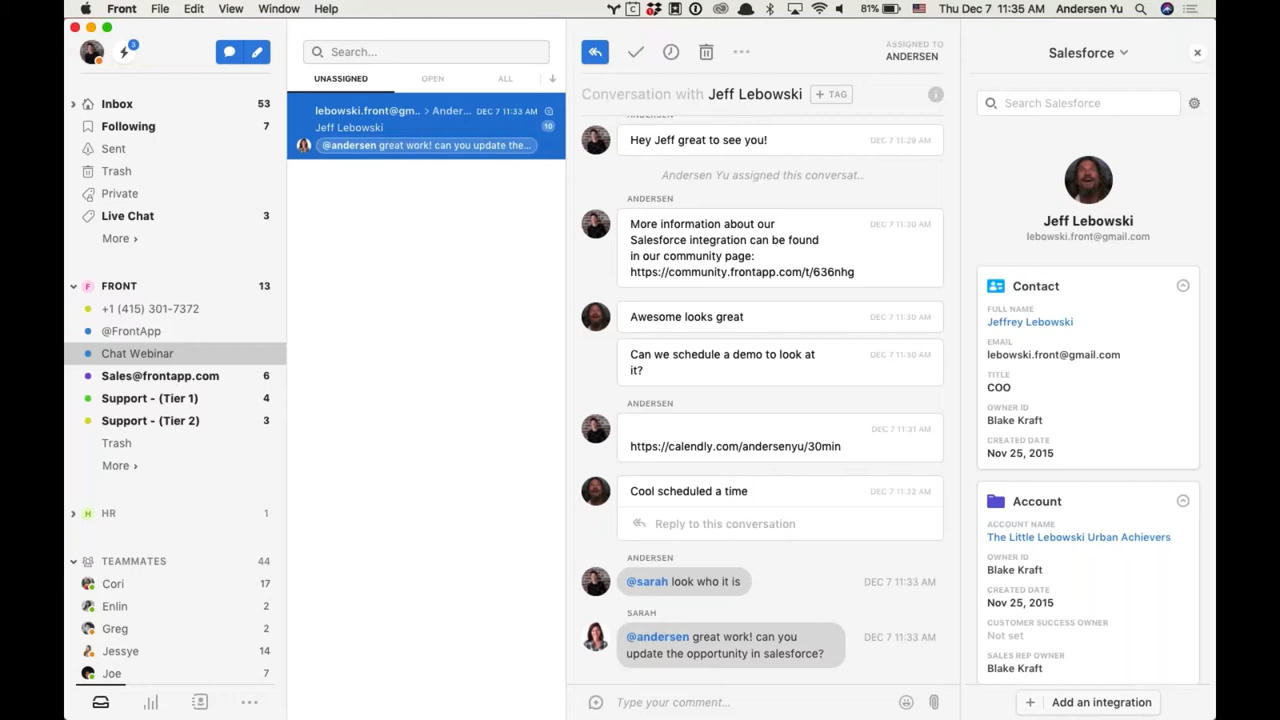 Front File Edit View Window Help
81% Thu Dec 7 11:35 AM Andersen Yu
3
Inbox 53
Following 7
Sent
Trash
Private
Live Chat 3
More ›
F FRONT 13
+1 (415) 301-7372
@FrontApp
Chat Webinar
Sales@frontapp.com 6
Support - (Tier 1) 4
Support - (Tier 2) 3
Trash
More ›
H HR 1
TEAMMATES 44
Cori 17
Enlin 2
Greg 2
Jessye 14
Joe 7
Search...
UNASSIGNED OPEN ALL
lebowski.front@gm.. > Ander... DEC 7 11:33 AM
Jeff Lebowski 10
@andersen great work! can you update the...
ASSIGNED TO
ANDERSEN
Conversation with Jeff Lebowski + TAG
ANDERSEN
Hey Jeff great to see you! DEC 7 11:29 AM
Andersen Yu assigned this conversat...
ANDERSEN
More information about our DEC 7 11:30 AM
Salesforce integration can be found
in our community page:
https://community.frontapp.com/t/636nhg
Awesome looks great DEC 7 11:30 AM
Can we schedule a demo to look at DEC 7 11:30 AM
it?
ANDERSEN
DEC 7 11:31 AM
https://calendly.com/andersenyu/30min
Cool scheduled a time DEC 7 11:32 AM
Reply to this conversation
ANDERSEN
@sarah look who it is DEC 7 11:33 AM
SARAH
@andersen great work! can you DEC 7 11:33 AM
update the opportunity in salesforce?
Type your comment...
Salesforce
Search Salesforce
Jeff Lebowski
lebowski.front@gmail.com
Contact
FULL NAME
Jeffrey Lebowski
EMAIL
lebowski.front@gmail.com
TITLE
COO
OWNER ID
Blake Kraft
CREATED DATE
Nov 25, 2015
Account
ACCOUNT NAME
The Little Lebowski Urban Achievers
OWNER ID
Blake Kraft
CREATED DATE
Nov 25, 2015
CUSTOMER SUCCESS OWNER
Not set
SALES REP OWNER
Blake Kraft
+ Add an integration